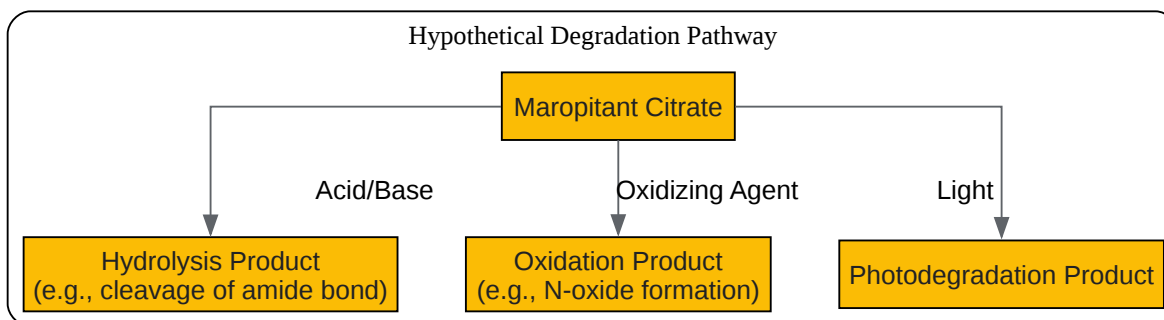 Hypothetical Degradation Pathway
Maropitant Citrate
Acid/Base
Oxidizing Agent
Light
Hydrolysis Product
(e.g., cleavage of amide bond)
Oxidation Product
(e.g., N-oxide formation)
Photodegradation Product